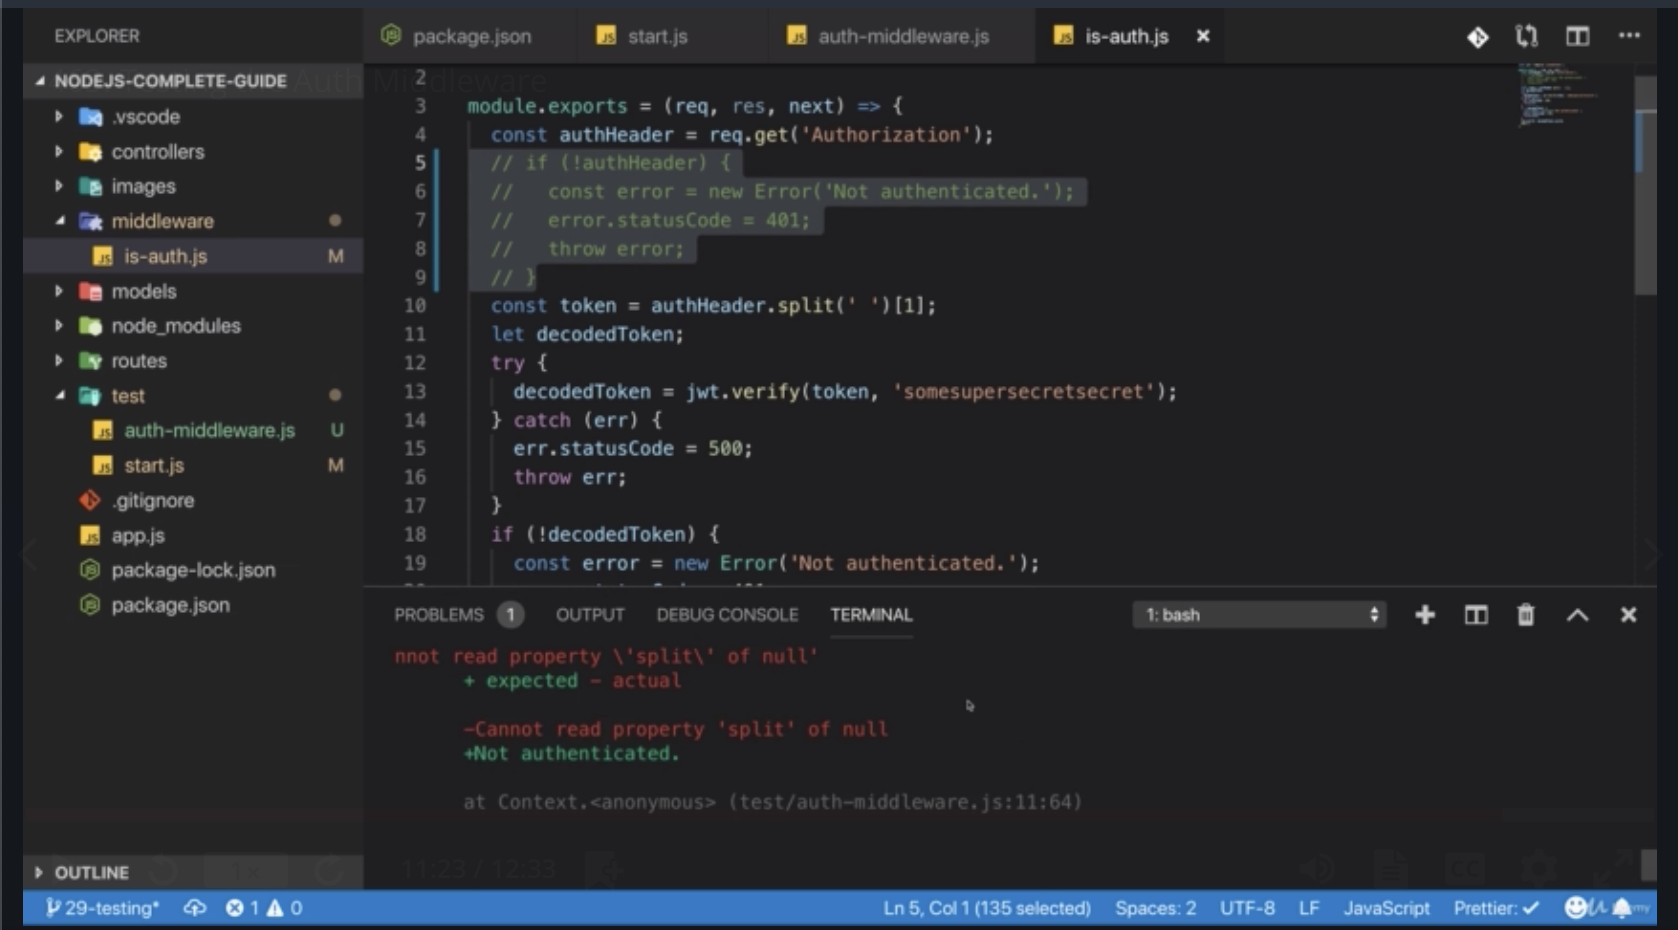 EXPLORER
package.json
start.js
auth-middleware.js
is-auth.js
NODEJS-COMPLETE-GUIDE
Auth Middleware
.vscode
controllers
images
middleware
is-auth.js M
models
node_modules
routes
test
auth-middleware.js U
start.js M
.gitignore
app.js
package-lock.json
package.json
OUTLINE
2
3 module.exports = (req, res, next) => {
4 const authHeader = req.get('Authorization');
5 // if (!authHeader) {
6 //   const error = new Error('Not authenticated.');
7 //   error.statusCode = 401;
8 //   throw error;
9 // }
10 const token = authHeader.split(' ')[1];
11 let decodedToken;
12 try {
13 decodedToken = jwt.verify(token, 'somesupersecretsecret');
14 } catch (err) {
15 err.statusCode = 500;
16 throw err;
17 }
18 if (!decodedToken) {
19 const error = new Error('Not authenticated.');
PROBLEMS 1 OUTPUT DEBUG CONSOLE TERMINAL 1: bash
nnot read property \'split\' of null'
+ expected - actual
-Cannot read property 'split' of null
+Not authenticated.
at Context.<anonymous> (test/auth-middleware.js:11:64)
1x 11:23 / 12:33 CC
29-testing* 1 0 Ln 5, Col 1 (135 selected) Spaces: 2 UTF-8 LF JavaScript Prettier: ✓